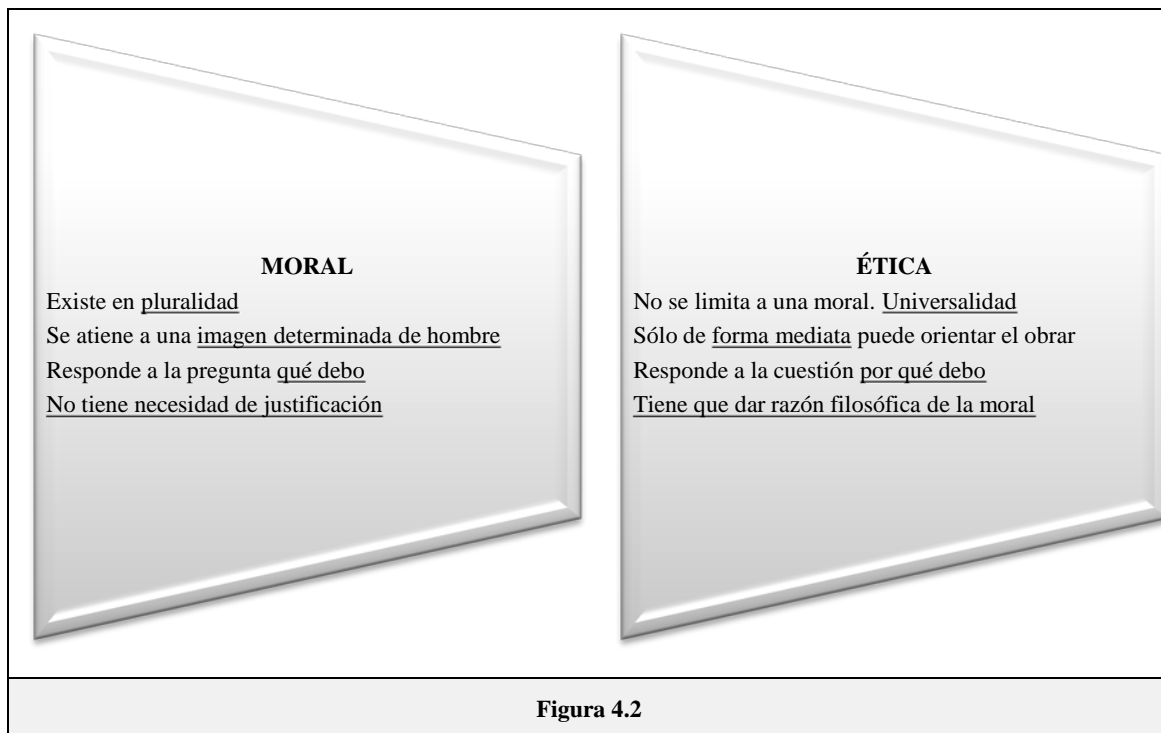 MORAL
Existe en pluralidad
Se atiene a una imagen determinada de hombre
Responde a la pregunta qué debo
No tiene necesidad de justificación
ÉTICA
No se limita a una moral. Universalidad
Sólo de forma mediata puede orientar el obrar
Responde a la cuestión por qué debo
Tiene que dar razón filosófica de la moral
Figura 4.2